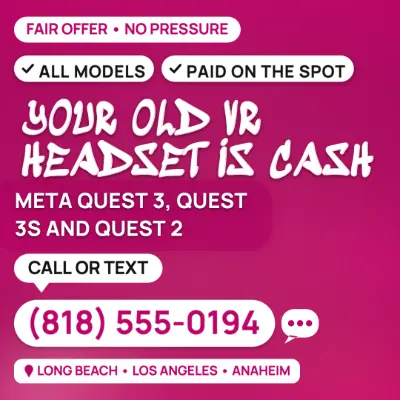 FAIR OFFER • NO PRESSURE
✓ ALL MODELS ✓ PAID ON THE SPOT
YOUR OLD VR
HEADSET IS CASH
META QUEST 3, QUEST
3S AND QUEST 2
CALL OR TEXT
(818) 555-0194
LONG BEACH • LOS ANGELES • ANAHEIM